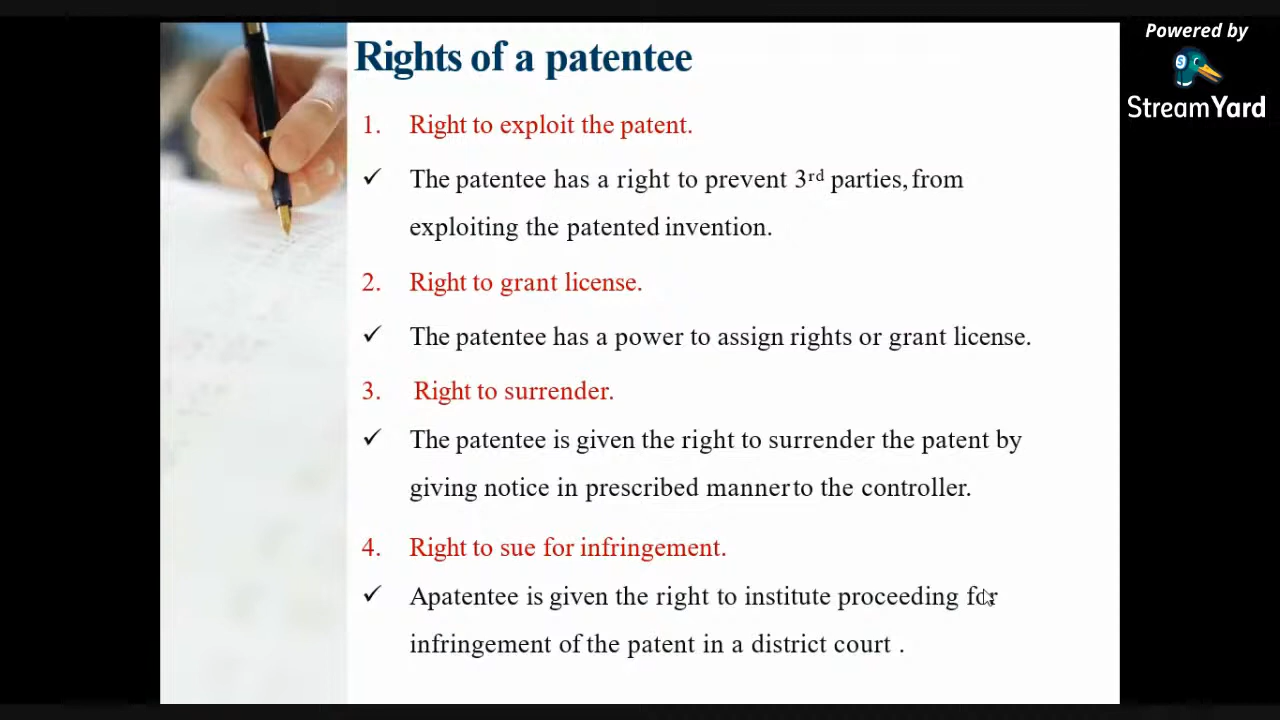 Powered by
StreamYard
Rights of a patentee
1. Right to exploit the patent.
✓ The patentee has a right to prevent 3rd parties, from
exploiting the patented invention.
2. Right to grant license.
✓ The patentee has a power to assign rights or grant license.
3. Right to surrender.
✓ The patentee is given the right to surrender the patent by
giving notice in prescribed mannerto the controller.
4. Right to sue for infringement.
✓ Apatentee is given the right to institute proceeding for
infringement of the patent in a district court .